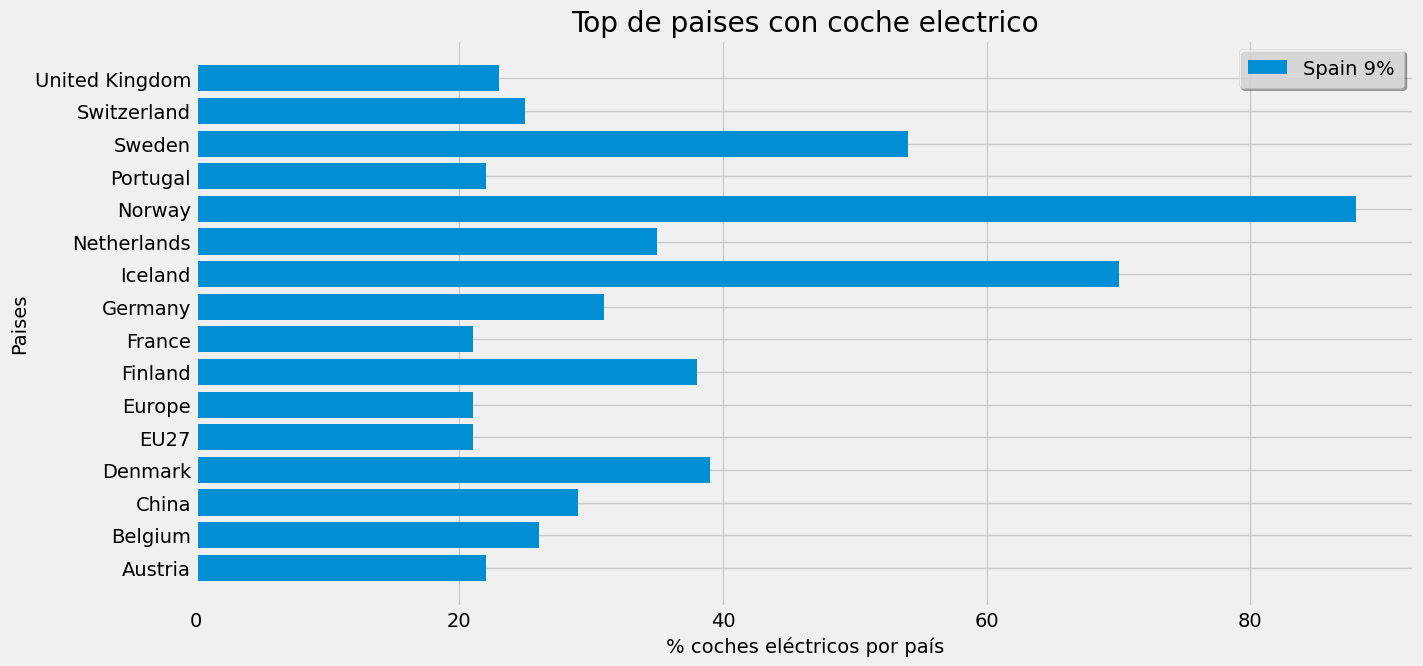 Top de paises con coche electrico
Spain 9%
United Kingdom
Switzerland
Sweden
Portugal
Norway
Netherlands
Iceland
Germany
France
Finland
Europe
EU27
Denmark
China
Belgium
Austria
Paises
0 20 40 60 80
% coches eléctricos por país